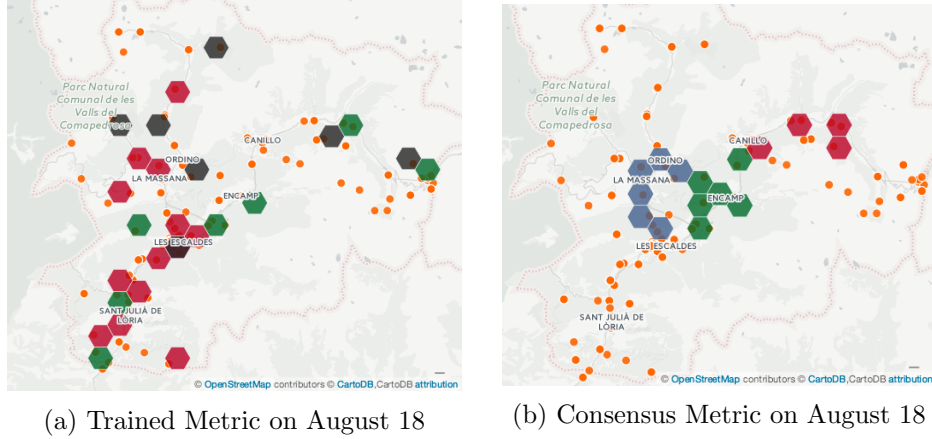 Parc Natural
Comunal de les
Valls del
Comapedrosa
CANILLO
ORDINO
LA MASSANA
ENCAMP
LES ESCALDES
SANT JULIÀ DE
LÒRIA
© OpenStreetMap contributors © CartoDB,CartoDB attribution
(a) Trained Metric on August 18
Parc Natural
Comunal de les
Valls del
Comapedrosa
CANILLO
ORDINO
LA MASSANA
ENCAMP
LES ESCALDES
SANT JULIÀ DE
LÒRIA
© OpenStreetMap contributors © CartoDB,CartoDB attribution
(b) Consensus Metric on August 18